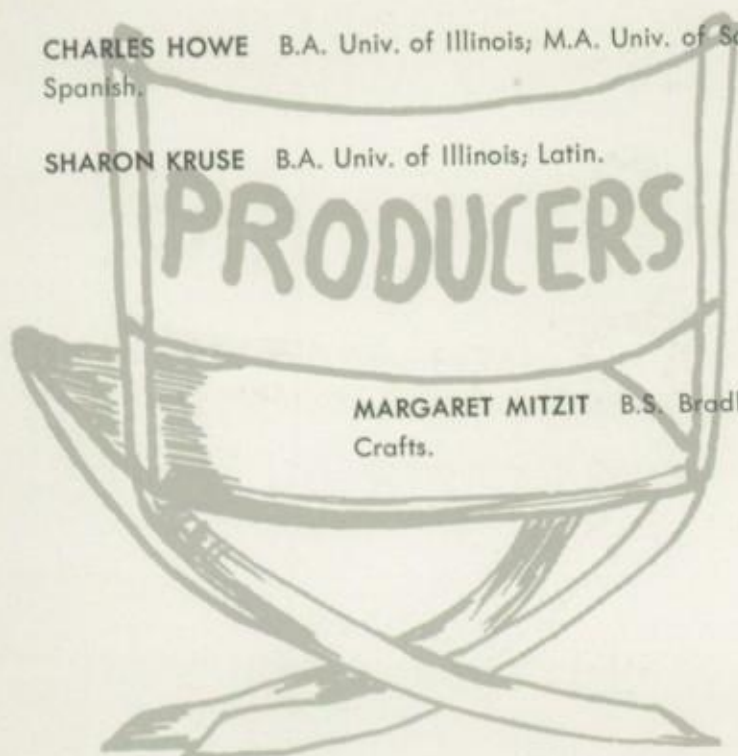 CHARLES HOWE B.A. Univ. of Illinois; M.A. Univ. of
Spanish.
SHARON KRUSE B.A. Univ. of Illinois; Latin.
PRODUCERS
MARGARET MITZIT B.S.
Crafts.